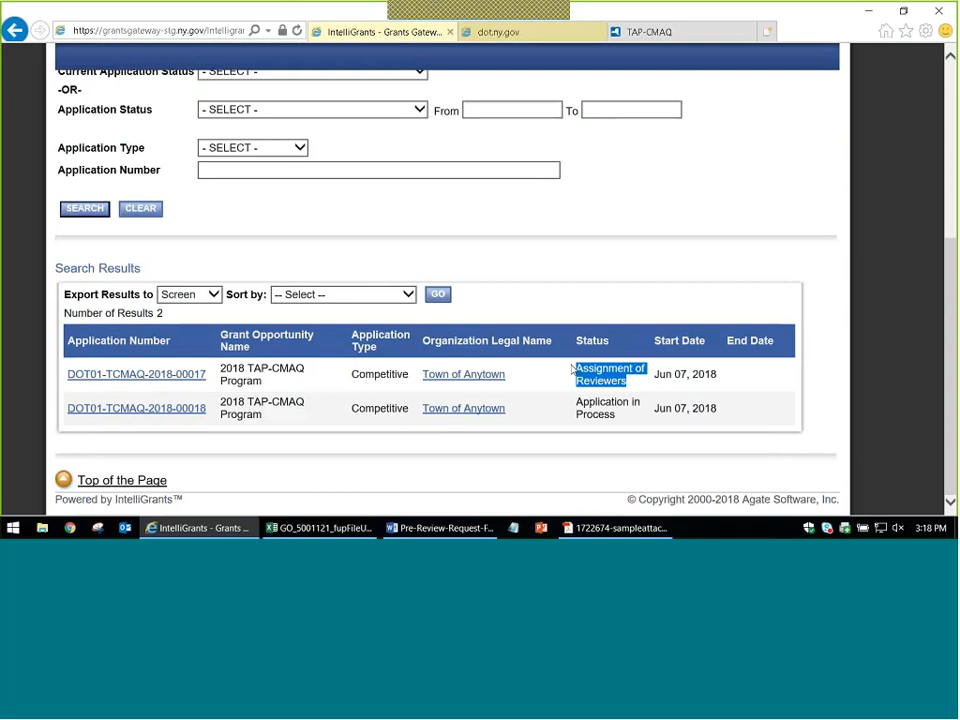 https://grantsgateway-stg.ny.gov/Intelligrar
IntelliGrants - Grants Gatew...
dot.ny.gov
TAP-CMAQ
Current Application Status
- SELECT -
-OR-
Application Status
- SELECT -
From
To
Application Type
- SELECT -
Application Number
SEARCH
CLEAR
Search Results
Export Results to
Screen
Sort by:
-- Select --
GO
Number of Results 2
Application Number
Grant Opportunity
Name
Application
Type
Organization Legal Name
Status
Start Date
End Date
DOT01-TCMAQ-2018-00017
2018 TAP-CMAQ
Program
Competitive
Town of Anytown
Assignment of
Reviewers
Jun 07, 2018
DOT01-TCMAQ-2018-00018
2018 TAP-CMAQ
Program
Competitive
Town of Anytown
Application in
Process
Jun 07, 2018
Top of the Page
Powered by IntelliGrants™
© Copyright 2000-2018 Agate Software, Inc.
IntelliGrants - Grants ...
GO_5001121_fupFileU...
Pre-Review-Request-F...
1722674-sampleattac...
3:18 PM